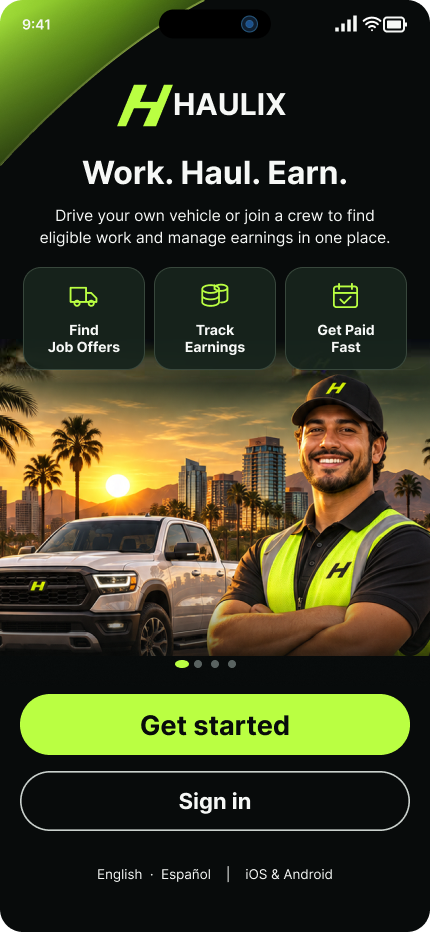 9:41
HAULIX
Work. Haul. Earn.
Drive your own vehicle or join a crew to find
eligible work and manage earnings in one place.
Find
Job Offers
Track
Earnings
Get Paid
Fast
H
H
H
Get started
Sign in
English · Español | iOS & Android